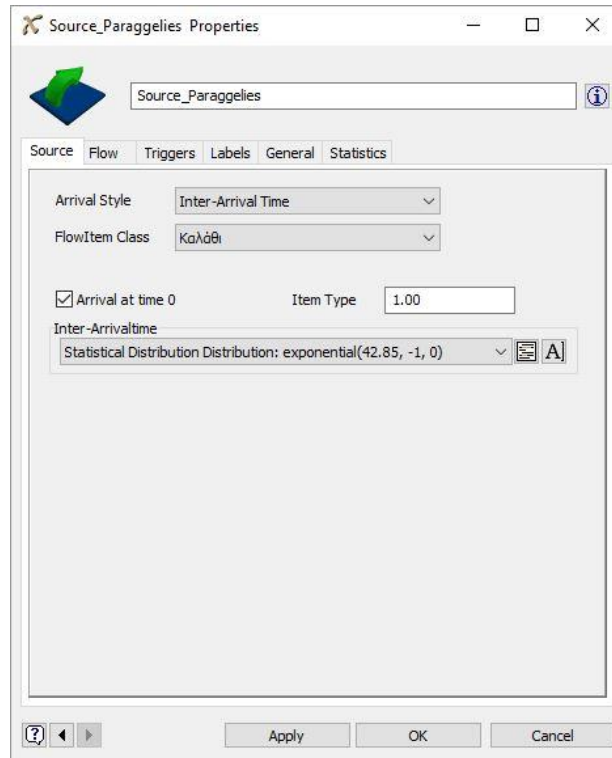 Source_Paraggelies Properties
Source_Paraggelies
Source Flow Triggers Labels General Statistics
Arrival Style Inter-Arrival Time
FlowItem Class Καλάθι
Arrival at time 0 Item Type 1.00
Inter-Arrivaltime
Statistical Distribution Distribution: exponential(42.85, -1, 0) A
Apply OK Cancel